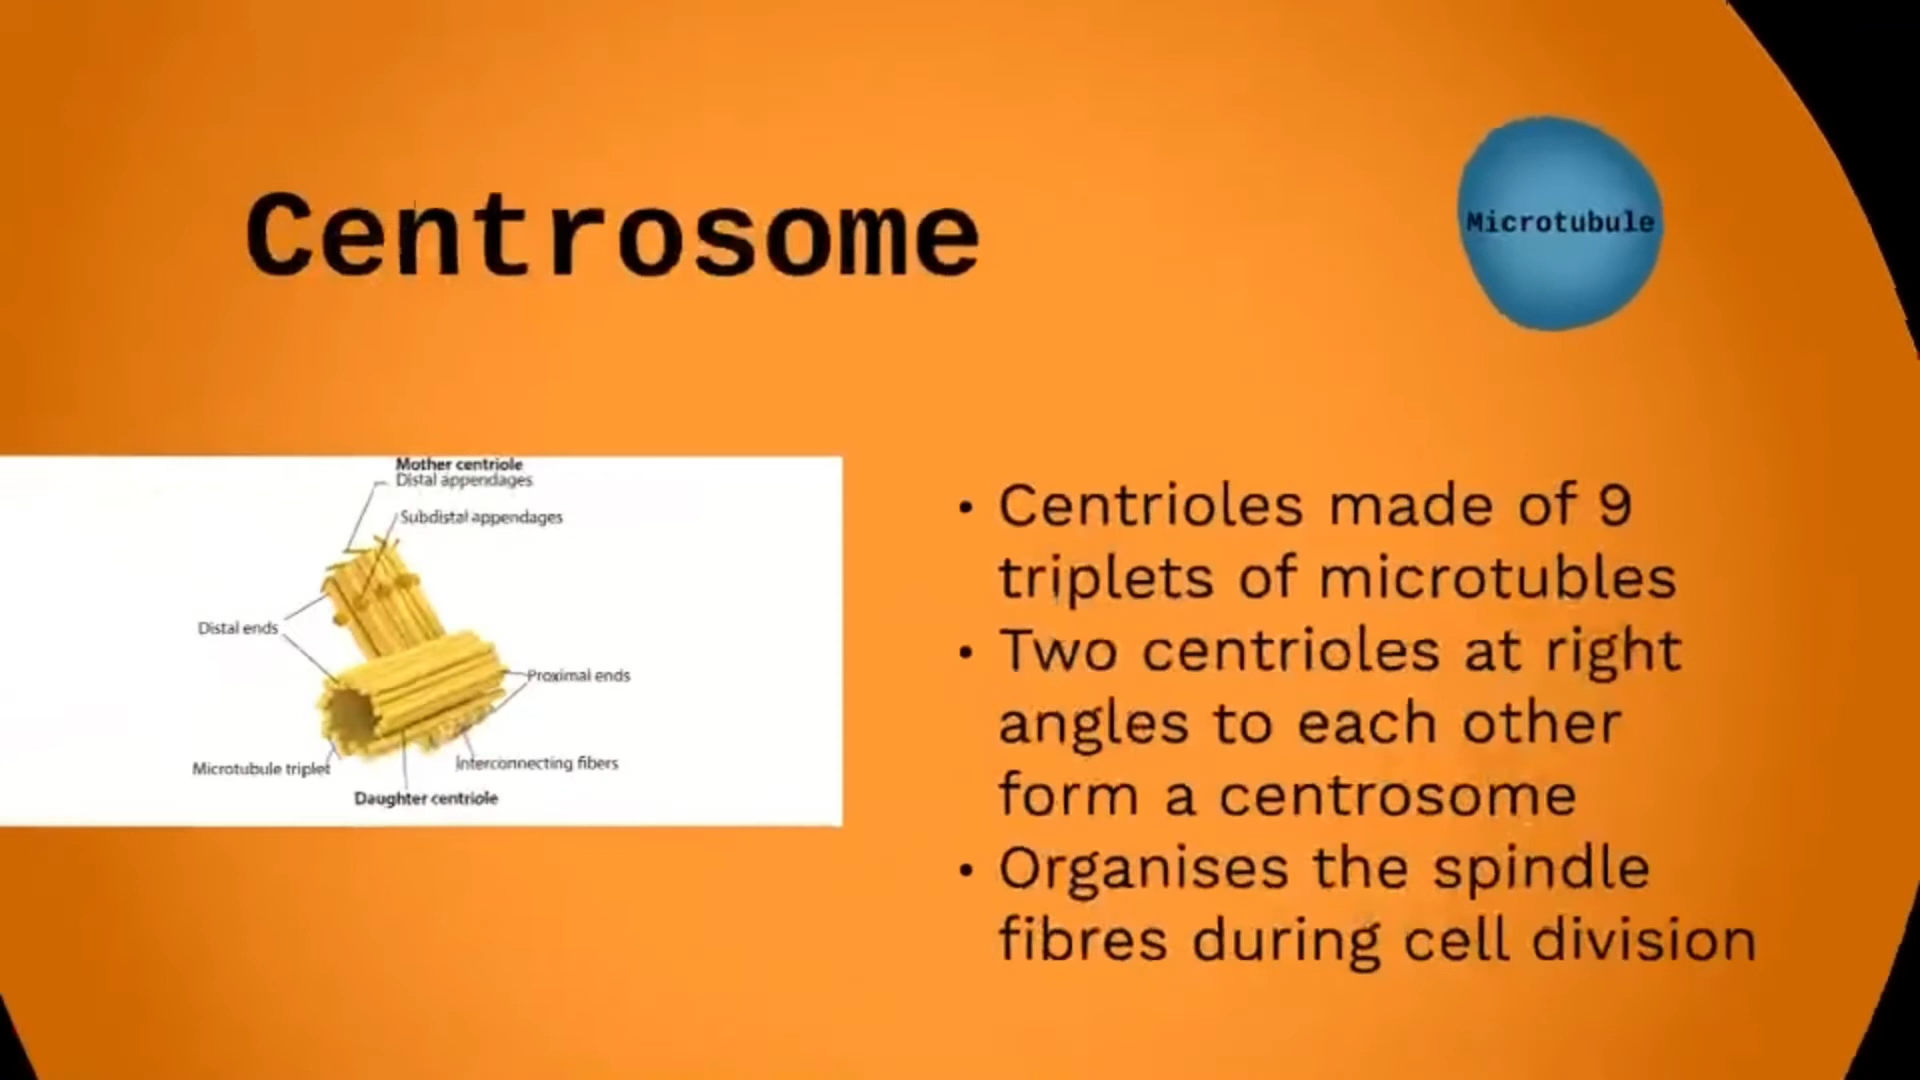 Centrosome
Microtubule
Mother centriole
Distal appendages
Subdistal appendages
Distal ends
Proximal ends
Microtubule triplet
Interconnecting fibers
Daughter centriole
• Centrioles made of 9
triplets of microtubles
• Two centrioles at right
angles to each other
form a centrosome
• Organises the spindle
fibres during cell division